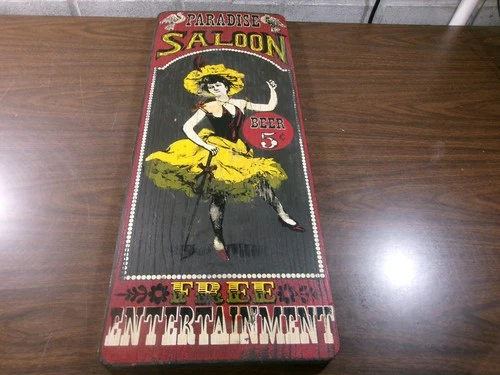 PARADISE
SALOON
BEER
5¢
FREE
ENTERTAINMENT